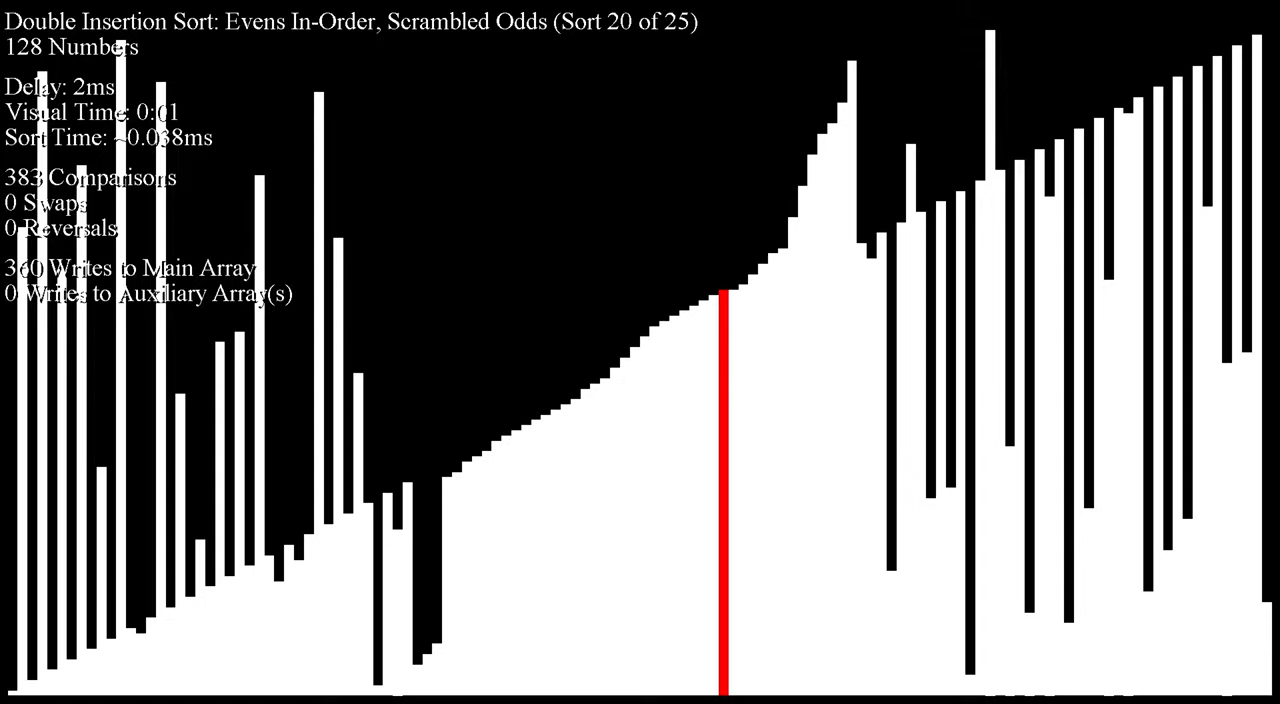 Double Insertion Sort: Evens In-Order, Scrambled Odds (Sort 20 of 25)
128 Numbers
Delay: 2ms
Visual Time: 0:01
Sort Time: ~0.038ms
383 Comparisons
0 Swaps
0 Reversals
360 Writes to Main Array
0 Writes to Auxiliary Array(s)